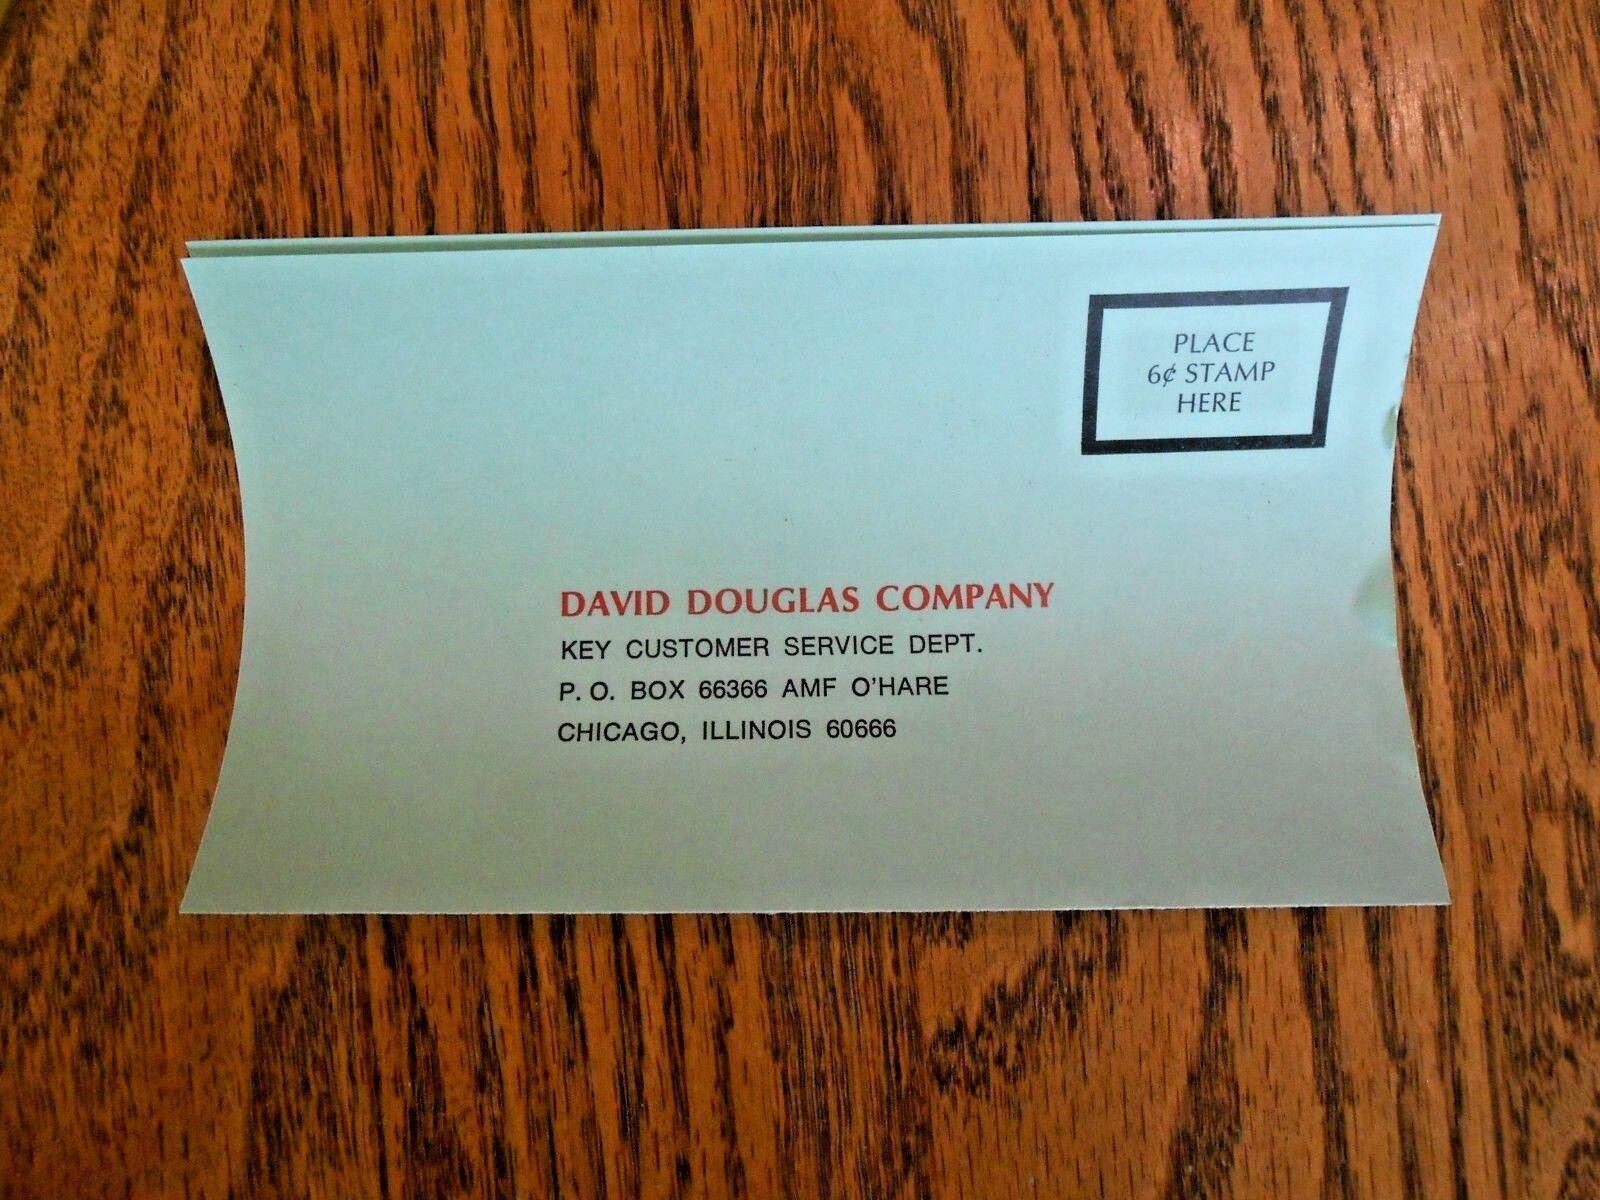 PLACE
6¢ STAMP
HERE
DAVID DOUGLAS COMPANY
KEY CUSTOMER SERVICE DEPT.
P. O. BOX 66366 AMF O'HARE
CHICAGO, ILLINOIS 60666